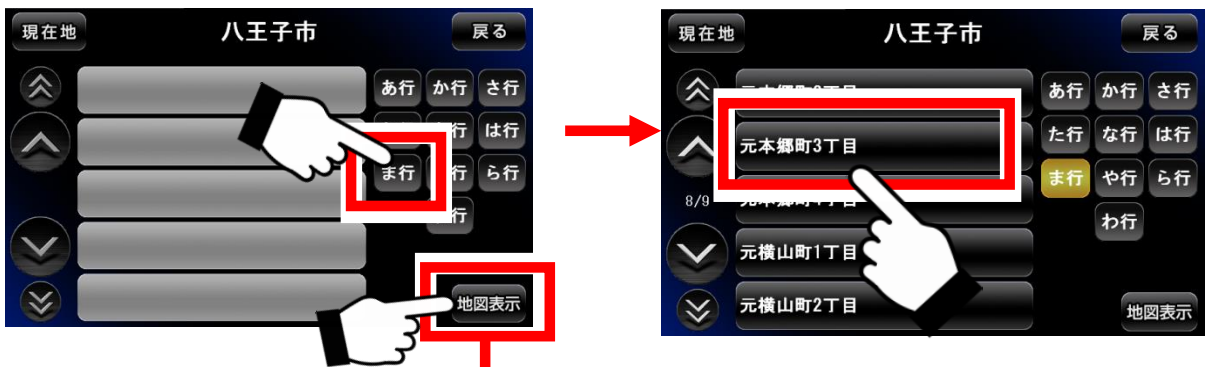 現在地 八王子市 戻る
あ行 か行 さ行
行 は行
ま行 行 ら行
行
地図表示
現在地 八王子市 戻る
あ行 か行 さ行
た行 な行 は行
元本郷町3丁目
ま行 や行 ら行
8/9
わ行
元横山町1丁目
元横山町2丁目
地図表示